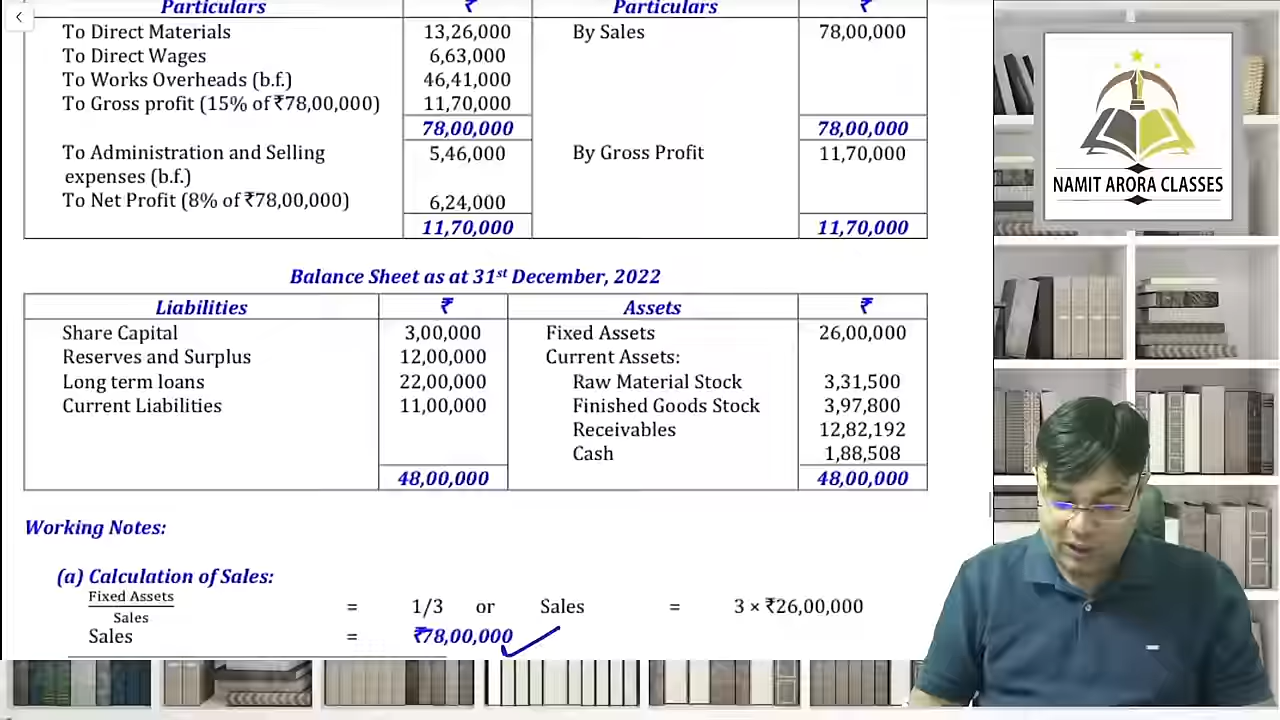 Particulars ₹ Particulars ₹
To Direct Materials 13,26,000 By Sales 78,00,000
To Direct Wages 6,63,000
To Works Overheads (b.f.) 46,41,000
To Gross profit (15% of ₹78,00,000) 11,70,000
78,00,000 78,00,000
To Administration and Selling 5,46,000 By Gross Profit 11,70,000
expenses (b.f.)
To Net Profit (8% of ₹78,00,000) 6,24,000
11,70,000 11,70,000
Balance Sheet as at 31st December, 2022
Liabilities ₹ Assets ₹
Share Capital 3,00,000 Fixed Assets 26,00,000
Reserves and Surplus 12,00,000 Current Assets:
Long term loans 22,00,000 Raw Material Stock 3,31,500
Current Liabilities 11,00,000 Finished Goods Stock 3,97,800
Receivables 12,82,192
Cash 1,88,508
48,00,000 48,00,000
Working Notes:
(a) Calculation of Sales:
Fixed Assets
Sales = 1/3 or Sales = 3 × ₹26,00,000
Sales = ₹78,00,000
NAMIT ARORA CLASSES